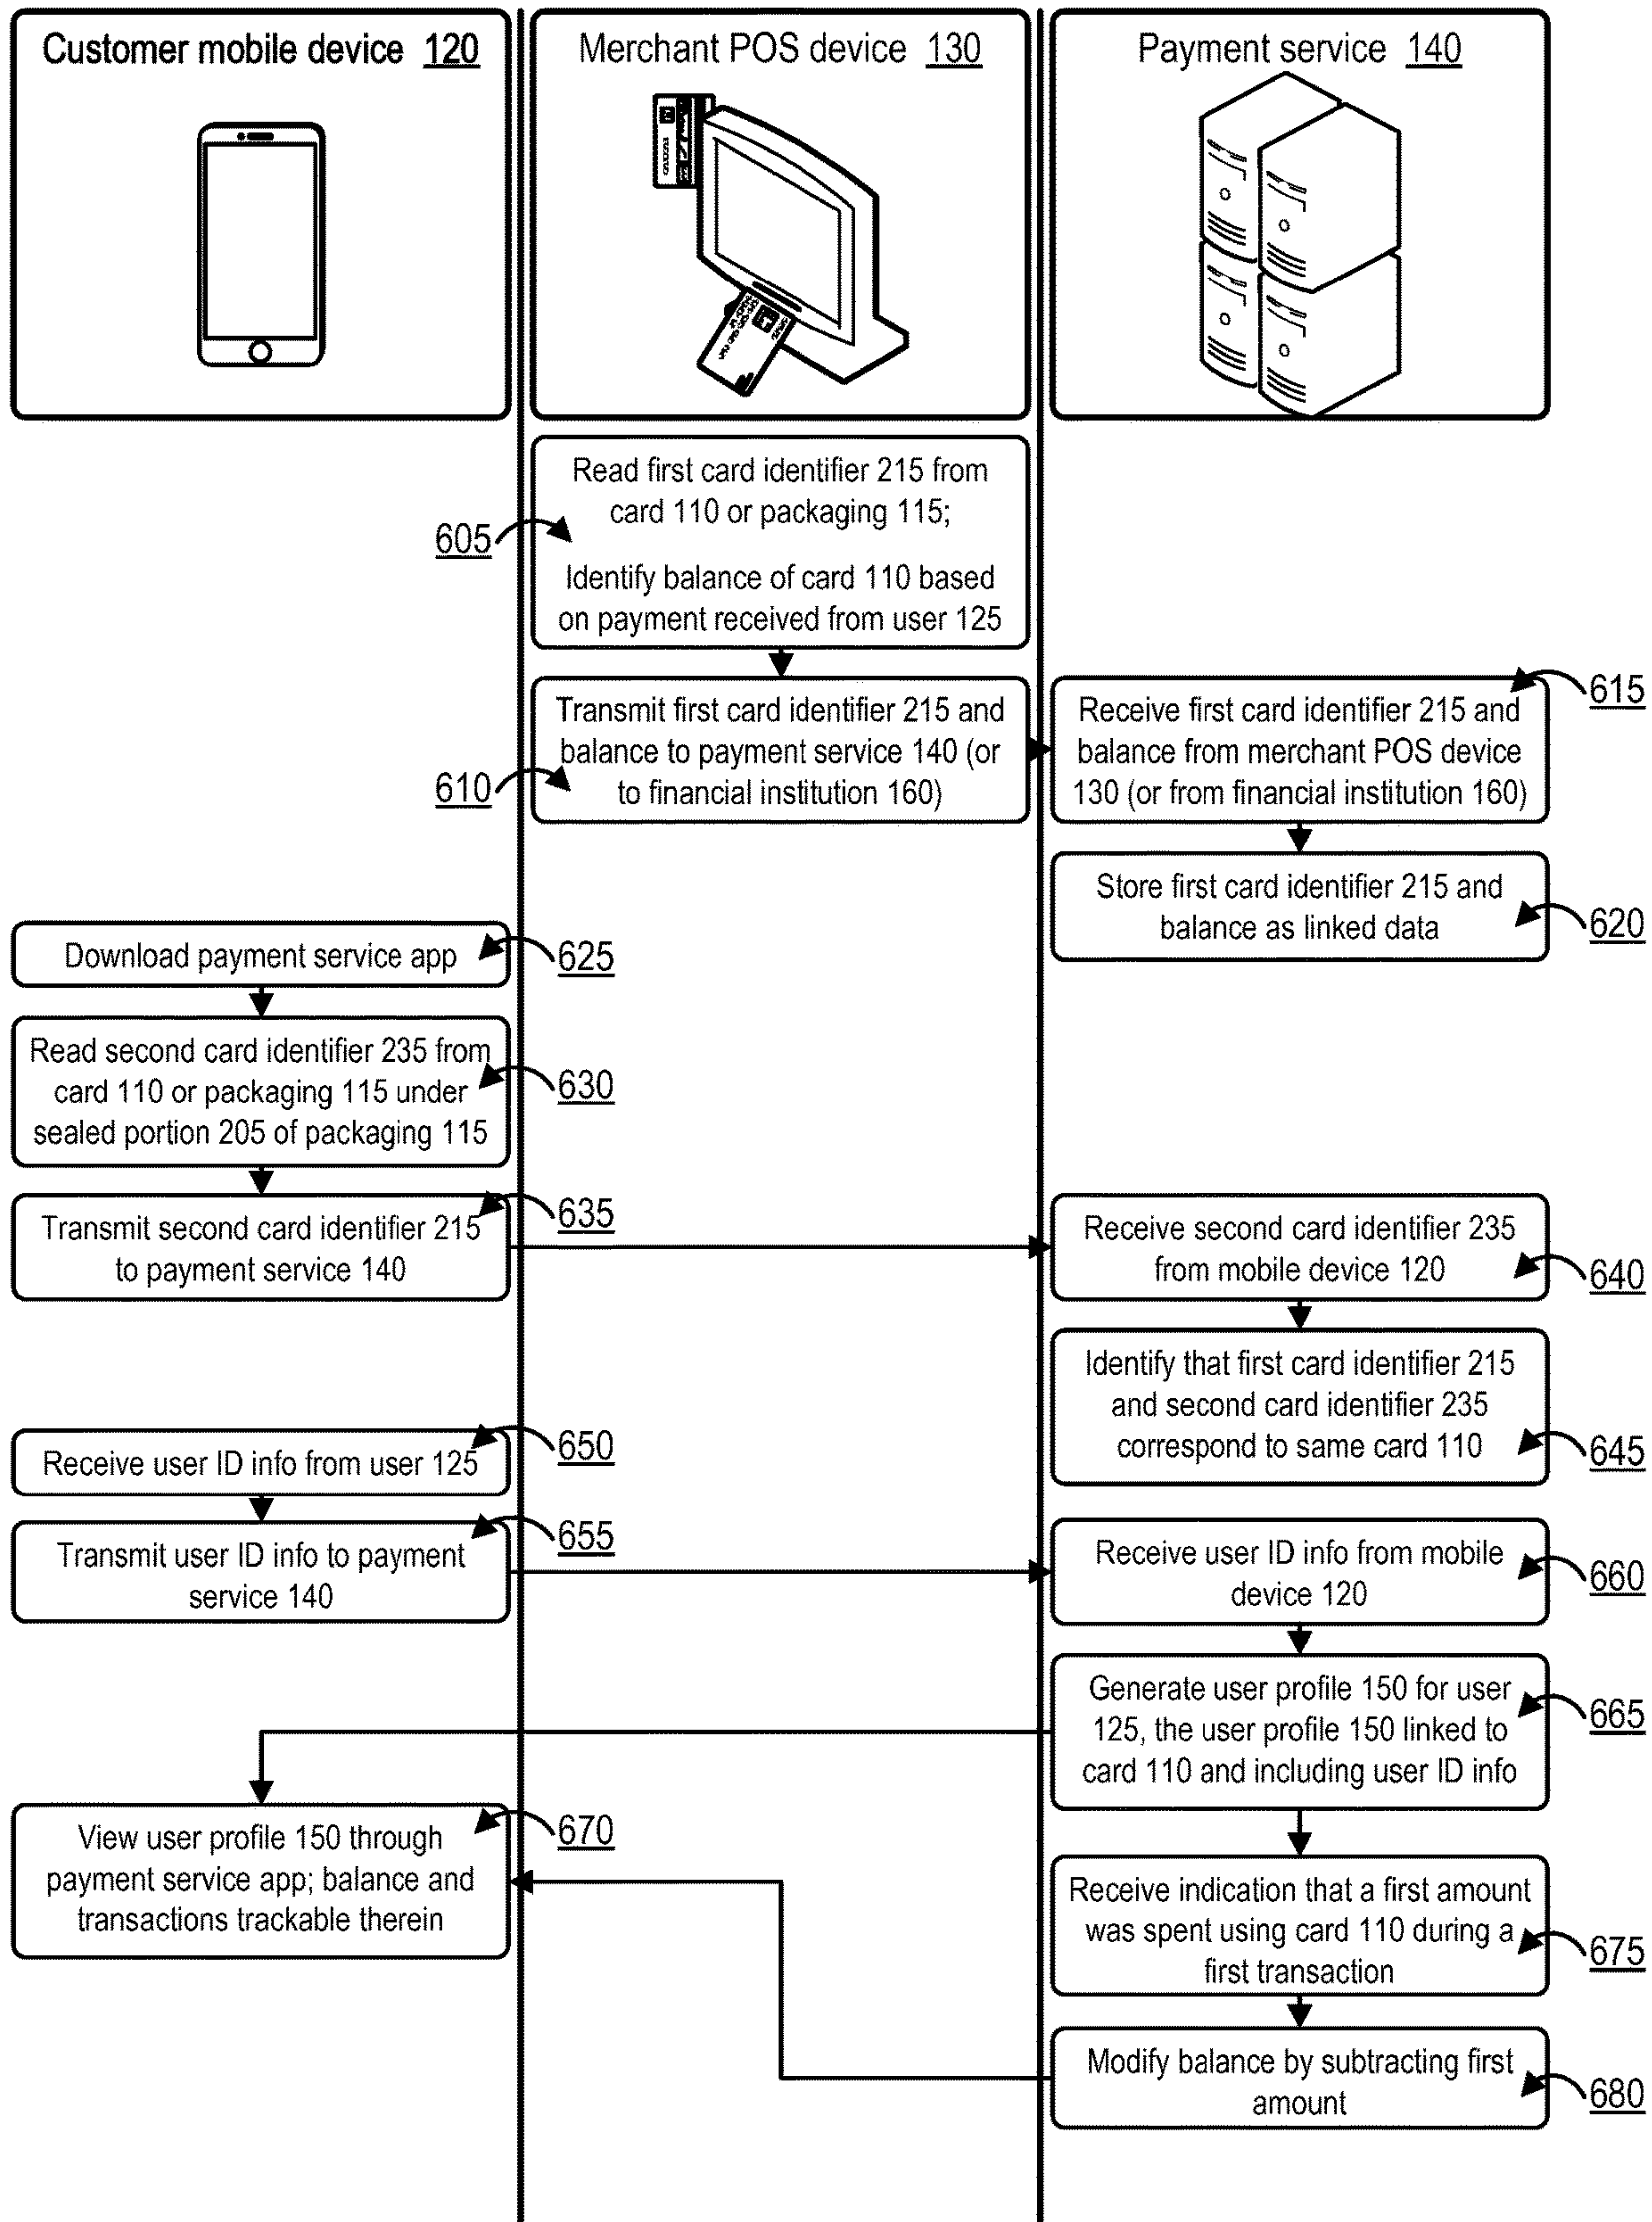 Customer mobile device 120
Merchant POS device 130
Payment service 140
Read first card identifier 215 from
card 110 or packaging 115;
Identify balance of card 110 based
on payment received from user 125
605
Transmit first card identifier 215 and
balance to payment service 140 (or
to financial institution 160)
610
Receive first card identifier 215 and
balance from merchant POS device
130 (or from financial institution 160)
615
Store first card identifier 215 and
balance as linked data
620
Download payment service app
625
Read second card identifier 235 from
card 110 or packaging 115 under
sealed portion 205 of packaging 115
630
Transmit second card identifier 215
to payment service 140
635
Receive second card identifier 235
from mobile device 120
640
Identify that first card identifier 215
and second card identifier 235
correspond to same card 110
645
Receive user ID info from user 125
650
Transmit user ID info to payment
service 140
655
Receive user ID info from mobile
device 120
660
Generate user profile 150 for user
125, the user profile 150 linked to
card 110 and including user ID info
665
View user profile 150 through
payment service app; balance and
transactions trackable therein
670
Receive indication that a first amount
was spent using card 110 during a
first transaction
675
Modify balance by subtracting first
amount
680